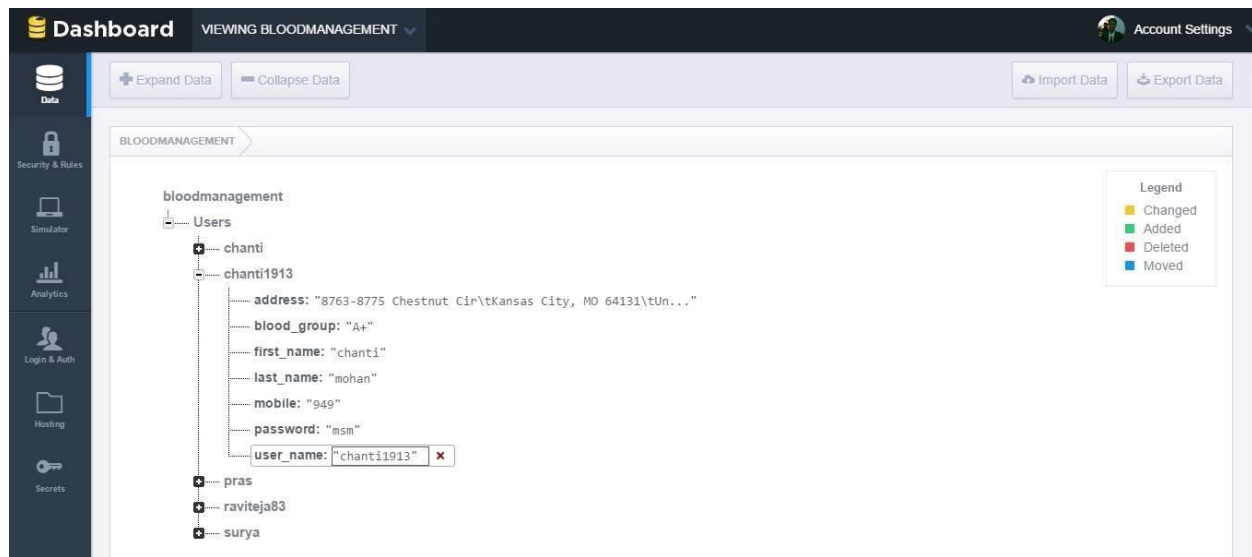 Dashboard VIEWING BLOODMANAGEMENT Account Settings
Data
Security & Rules
Simulator
Analytics
Login & Auth
Hosting
Secrets
Expand Data Collapse Data Import Data Export Data
BLOODMANAGEMENT
bloodmanagement
Users
chanti
chanti1913
address: "8763-8775 Chestnut Cir\tKansas City, MO 64131\tUn..."
blood_group: "A+"
first_name: "chanti"
last_name: "mohan"
mobile: "949"
password: "msm"
user_name: "chanti1913"
pras
raviteja83
surya
Legend
Changed
Added
Deleted
Moved